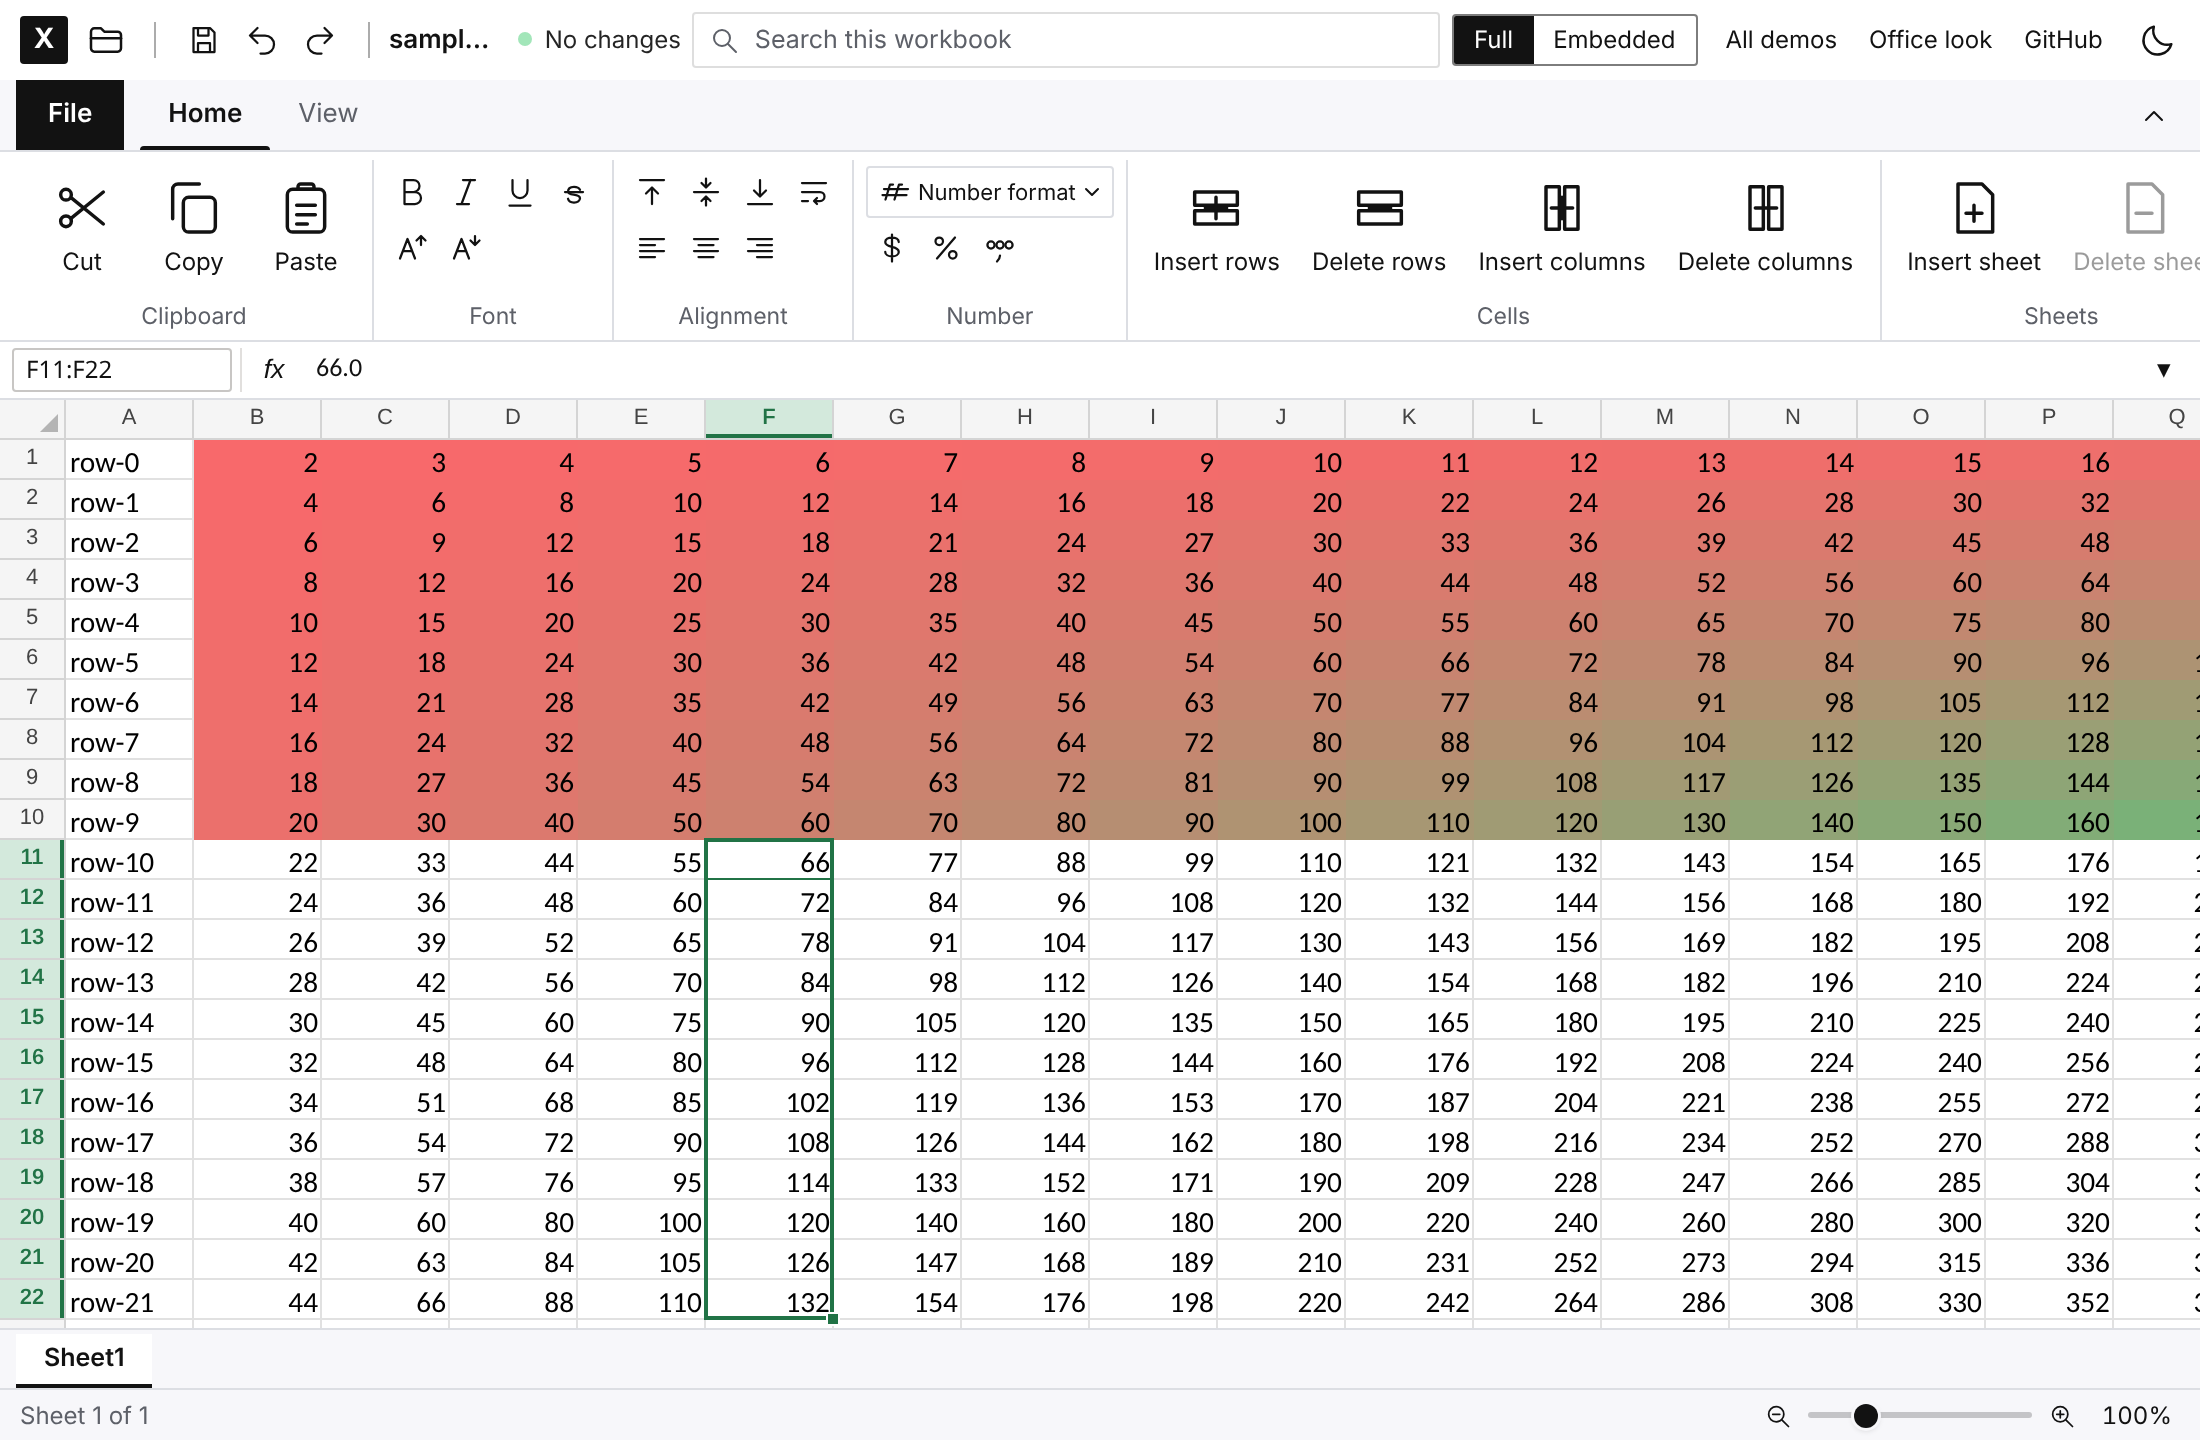 X sampl... No changes Search this workbook Full Embedded All demos Office look GitHub
File Home View
Number format
Cut Copy Paste Insert rows Delete rows Insert columns Delete columns Insert sheet Delete shee
Clipboard Font Alignment Number Cells Sheets
F11:F22 fx 66.0
A B C D E F G H I J K L M N O P Q
1 row-0 2 3 4 5 6 7 8 9 10 11 12 13 14 15 16
2 row-1 4 6 8 10 12 14 16 18 20 22 24 26 28 30 32
3 row-2 6 9 12 15 18 21 24 27 30 33 36 39 42 45 48
4 row-3 8 12 16 20 24 28 32 36 40 44 48 52 56 60 64
5 row-4 10 15 20 25 30 35 40 45 50 55 60 65 70 75 80
6 row-5 12 18 24 30 36 42 48 54 60 66 72 78 84 90 96
7 row-6 14 21 28 35 42 49 56 63 70 77 84 91 98 105 112
8 row-7 16 24 32 40 48 56 64 72 80 88 96 104 112 120 128
9 row-8 18 27 36 45 54 63 72 81 90 99 108 117 126 135 144
10 row-9 20 30 40 50 60 70 80 90 100 110 120 130 140 150 160
11 row-10 22 33 44 55 66 77 88 99 110 121 132 143 154 165 176
12 row-11 24 36 48 60 72 84 96 108 120 132 144 156 168 180 192
13 row-12 26 39 52 65 78 91 104 117 130 143 156 169 182 195 208
14 row-13 28 42 56 70 84 98 112 126 140 154 168 182 196 210 224
15 row-14 30 45 60 75 90 105 120 135 150 165 180 195 210 225 240
16 row-15 32 48 64 80 96 112 128 144 160 176 192 208 224 240 256
17 row-16 34 51 68 85 102 119 136 153 170 187 204 221 238 255 272
18 row-17 36 54 72 90 108 126 144 162 180 198 216 234 252 270 288
19 row-18 38 57 76 95 114 133 152 171 190 209 228 247 266 285 304
20 row-19 40 60 80 100 120 140 160 180 200 220 240 260 280 300 320
21 row-20 42 63 84 105 126 147 168 189 210 231 252 273 294 315 336
22 row-21 44 66 88 110 132 154 176 198 220 242 264 286 308 330 352
Sheet1
Sheet 1 of 1 100%